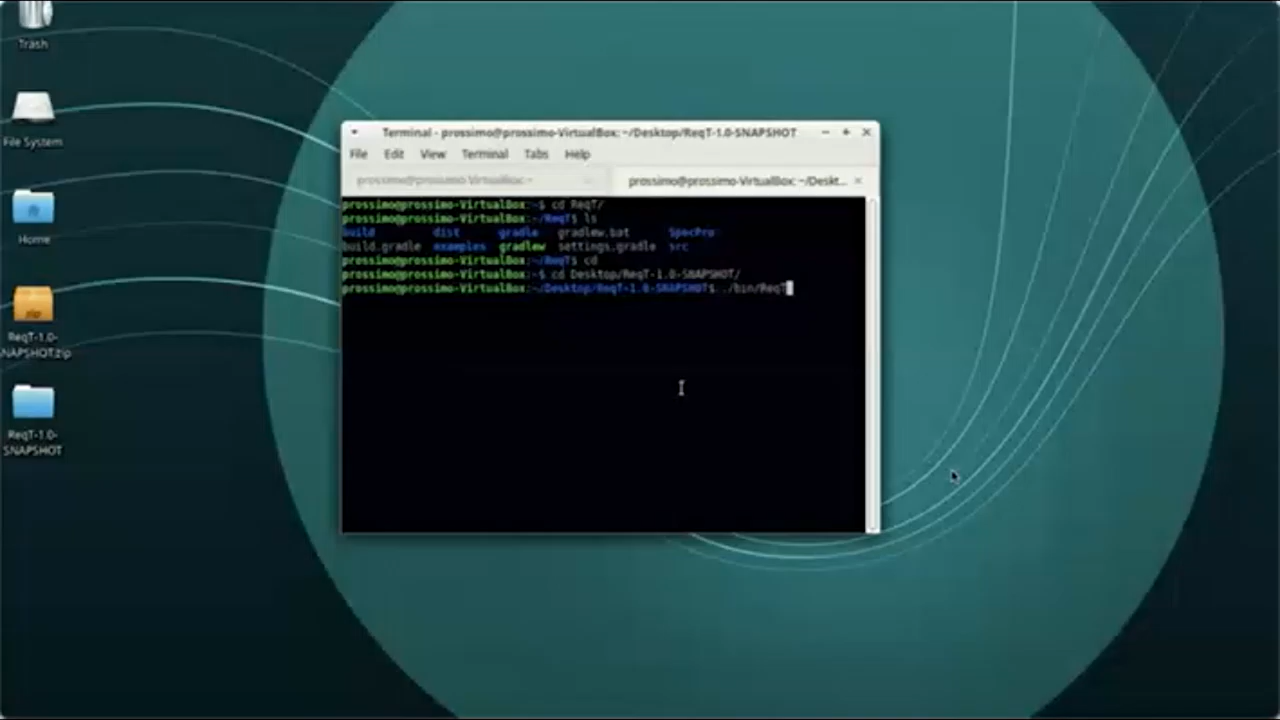 Trash
File System
Home
ReqT-1.0-
SNAPSHOT.zip
ReqT-1.0-
SNAPSHOT
Terminal - prossimo@prossimo-VirtualBox: ~/Desktop/ReqT-1.0-SNAPSHOT
File Edit View Terminal Tabs Help
prossimo@prossimo-VirtualBox: ~ prossimo@prossimo-VirtualBox: ~/Deskt...
prossimo@prossimo-VirtualBox:~$ cd ReqT/
prossimo@prossimo-VirtualBox:~/ReqT$ ls
build dist gradle gradlew.bat SpecPro
build.gradle examples gradlew settings.gradle src
prossimo@prossimo-VirtualBox:~/ReqT$ cd
prossimo@prossimo-VirtualBox:~$ cd Desktop/ReqT-1.0-SNAPSHOT/
prossimo@prossimo-VirtualBox:~/Desktop/ReqT-1.0-SNAPSHOT$ ./bin/ReqT